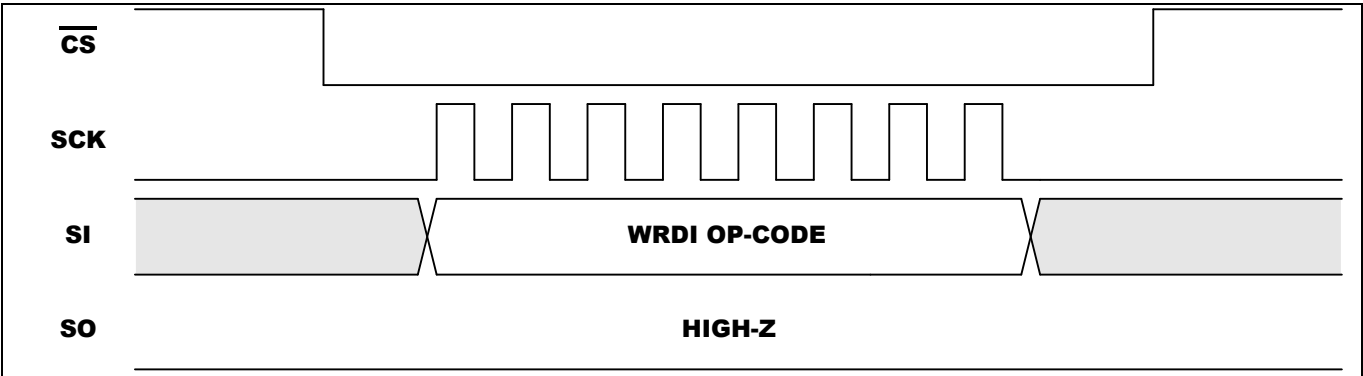 CS
SCK
SI
WRDI OP-CODE
SO
HIGH-Z